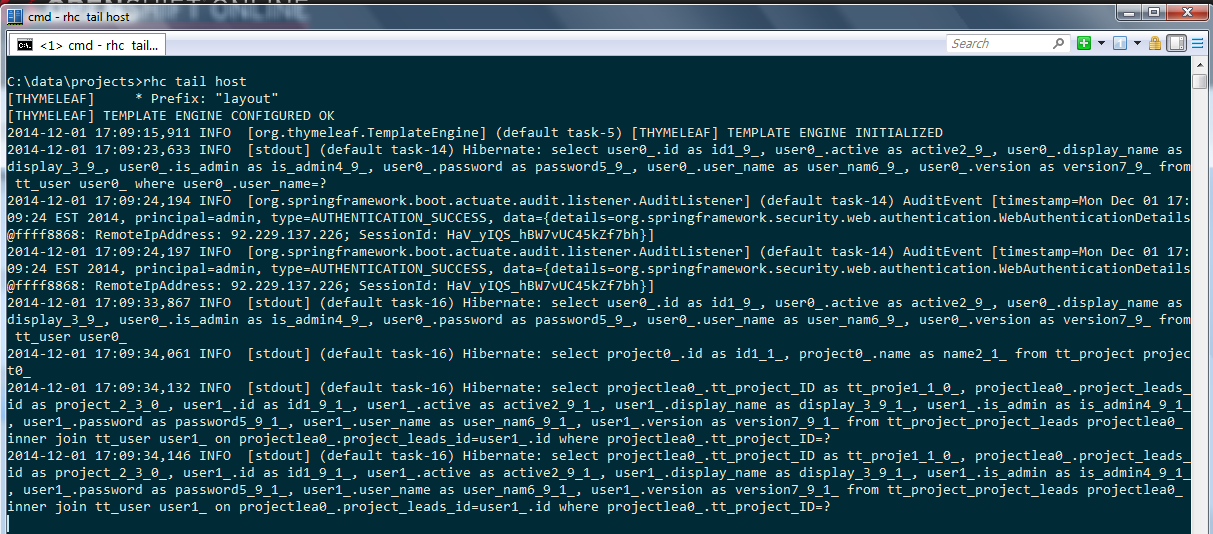 OPENSHIFT ONLINE
cmd - rhc  tail host
<1> cmd - rhc  tail...
Search
C:\data\projects>rhc tail host
[THYMELEAF]     * Prefix: "layout"
[THYMELEAF] TEMPLATE ENGINE CONFIGURED OK
2014-12-01 17:09:15,911 INFO  [org.thymeleaf.TemplateEngine] (default task-5) [THYMELEAF] TEMPLATE ENGINE INITIALIZED
2014-12-01 17:09:23,633 INFO  [stdout] (default task-14) Hibernate: select user0_.id as id1_9_, user0_.active as active2_9_, user0_.display_name as
display_3_9_, user0_.is_admin as is_admin4_9_, user0_.password as password5_9_, user0_.user_name as user_nam6_9_, user0_.version as version7_9_ from
 tt_user user0_ where user0_.user_name=?
2014-12-01 17:09:24,194 INFO  [org.springframework.boot.actuate.audit.listener.AuditListener] (default task-14) AuditEvent [timestamp=Mon Dec 01 17:
09:24 EST 2014, principal=admin, type=AUTHENTICATION_SUCCESS, data={details=org.springframework.security.web.authentication.WebAuthenticationDetails
@ffff8868: RemoteIpAddress: 92.229.137.226; SessionId: HaV_yIQS_hBW7vUC45kZf7bh}]
2014-12-01 17:09:24,197 INFO  [org.springframework.boot.actuate.audit.listener.AuditListener] (default task-14) AuditEvent [timestamp=Mon Dec 01 17:
09:24 EST 2014, principal=admin, type=AUTHENTICATION_SUCCESS, data={details=org.springframework.security.web.authentication.WebAuthenticationDetails
@ffff8868: RemoteIpAddress: 92.229.137.226; SessionId: HaV_yIQS_hBW7vUC45kZf7bh}]
2014-12-01 17:09:33,867 INFO  [stdout] (default task-16) Hibernate: select user0_.id as id1_9_, user0_.active as active2_9_, user0_.display_name as
display_3_9_, user0_.is_admin as is_admin4_9_, user0_.password as password5_9_, user0_.user_name as user_nam6_9_, user0_.version as version7_9_ from
 tt_user user0_
2014-12-01 17:09:34,061 INFO  [stdout] (default task-16) Hibernate: select project0_.id as id1_1_, project0_.name as name2_1_ from tt_project projec
t0_
2014-12-01 17:09:34,132 INFO  [stdout] (default task-16) Hibernate: select projectlea0_.tt_project_ID as tt_proje1_1_0_, projectlea0_.project_leads_
id as project_2_3_0_, user1_.id as id1_9_1_, user1_.active as active2_9_1_, user1_.display_name as display_3_9_1_, user1_.is_admin as is_admin4_9_1_
, user1_.password as password5_9_1_, user1_.user_name as user_nam6_9_1_, user1_.version as version7_9_1_ from tt_project_project_leads projectlea0_
inner join tt_user user1_ on projectlea0_.project_leads_id=user1_.id where projectlea0_.tt_project_ID=?
2014-12-01 17:09:34,146 INFO  [stdout] (default task-16) Hibernate: select projectlea0_.tt_project_ID as tt_proje1_1_0_, projectlea0_.project_leads_
id as project_2_3_0_, user1_.id as id1_9_1_, user1_.active as active2_9_1_, user1_.display_name as display_3_9_1_, user1_.is_admin as is_admin4_9_1_
, user1_.password as password5_9_1_, user1_.user_name as user_nam6_9_1_, user1_.version as version7_9_1_ from tt_project_project_leads projectlea0_
inner join tt_user user1_ on projectlea0_.project_leads_id=user1_.id where projectlea0_.tt_project_ID=?